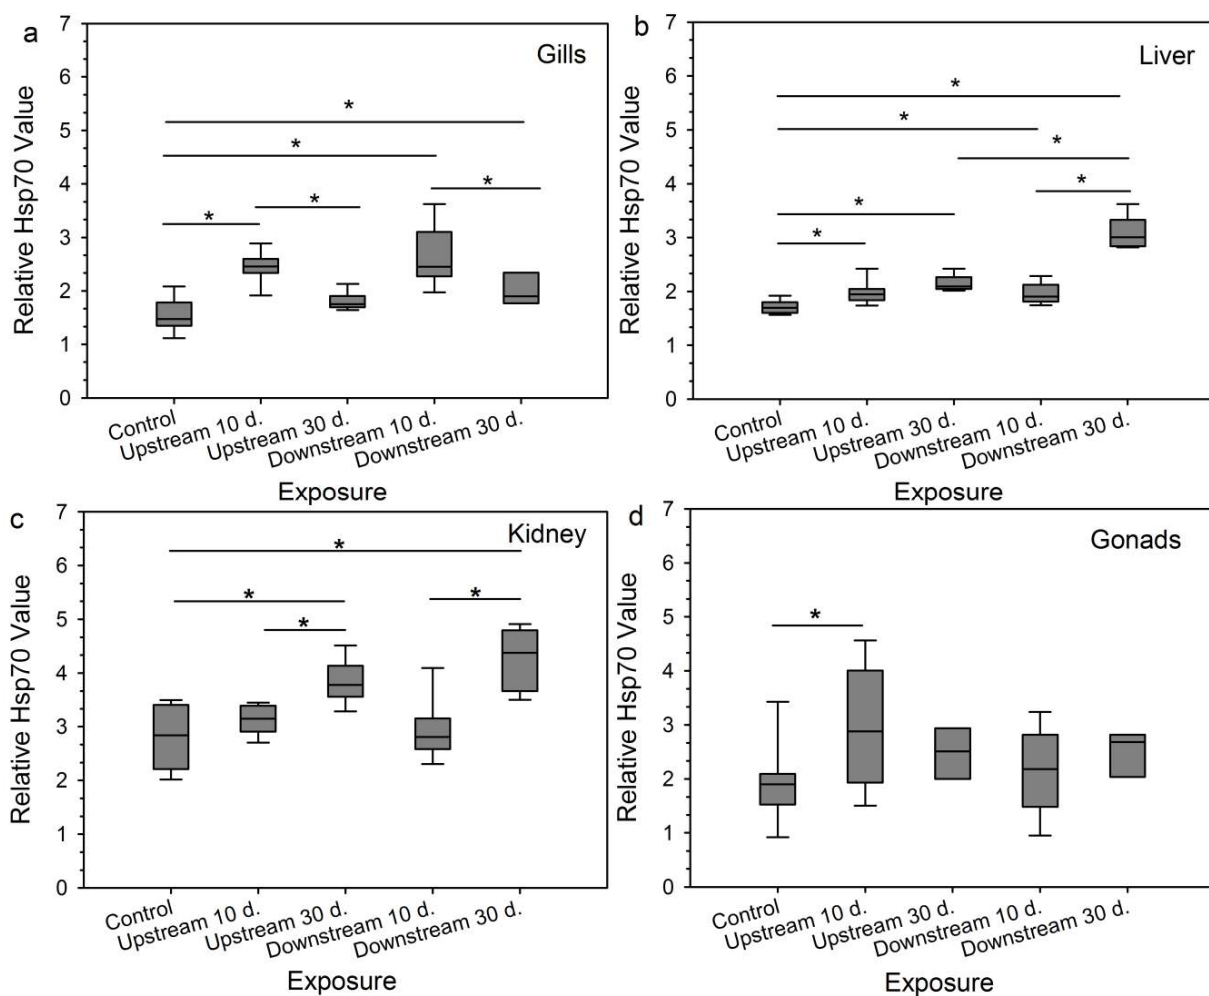 a
Gills
Relative Hsp70 Value
7
6
5
4
3
2
1
0
*
*
*
*
*
Control
Upstream 10 d.
Upstream 30 d.
Downstream 10 d.
Downstream 30 d.
Exposure
b
Liver
Relative Hsp70 Value
7
6
5
4
3
2
1
0
*
*
*
*
*
*
Control
Upstream 10 d.
Upstream 30 d.
Downstream 10 d.
Downstream 30 d.
Exposure
c
Kidney
Relative Hsp70 Value
7
6
5
4
3
2
1
0
*
*
*
*
Control
Upstream 10 d.
Upstream 30 d.
Downstream 10 d.
Downstream 30 d.
Exposure
d
Gonads
Relative Hsp70 Value
7
6
5
4
3
2
1
0
*
Control
Upstream 10 d.
Upstream 30 d.
Downstream 10 d.
Downstream 30 d.
Exposure